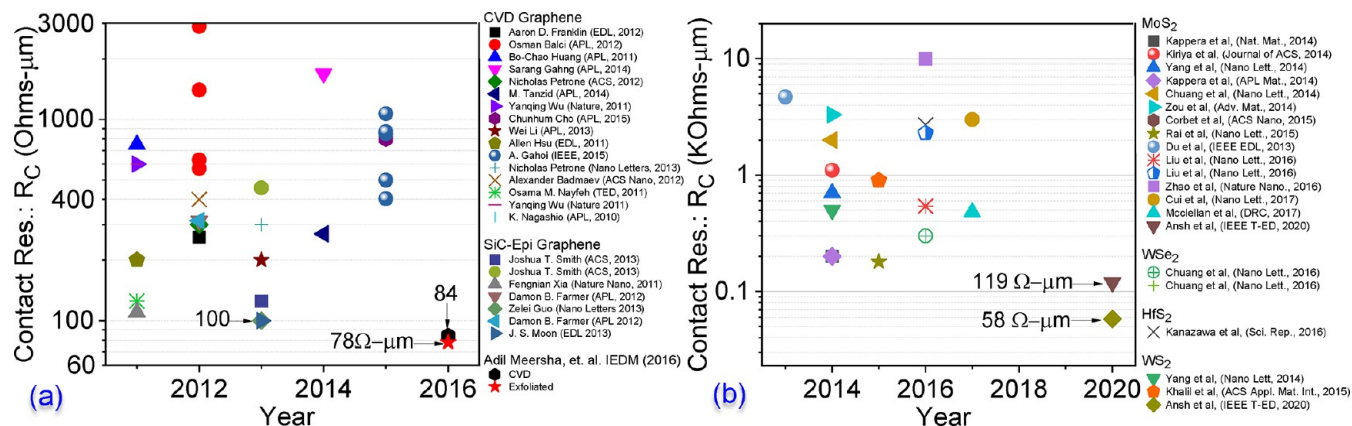 3000
1000
400
200
100
60
Contact Res.: R_C (Ohms-μm)
2012
2014
2016
Year
(a)
100
84
78Ω–μm
CVD Graphene
Aaron D. Franklin (EDL, 2012)
Osman Balci (APL, 2012)
Bo-Chao Huang (APL, 2011)
Sarang Gahng (APL, 2014)
Nicholas Petrone (ACS, 2012)
M. Tanzid (APL, 2014)
Yanqing Wu (Nature, 2011)
Chunhum Cho (APL, 2015)
Wei Li (APL, 2013)
Allen Hsu (EDL, 2011)
A. Gahoi (IEEE, 2015)
Nicholas Petrone (Nano Letters, 2013)
Alexander Badmaev (ACS Nano, 2012)
Osama M. Nayfeh (TED, 2011)
Yanqing Wu (Nature 2011)
K. Nagashio (APL, 2010)
SiC-Epi Graphene
Joshua T. Smith (ACS, 2013)
Joshua T. Smith (ACS, 2013)
Fengnian Xia (Nature Nano, 2011)
Damon B. Farmer (APL, 2012)
Zelei Guo (Nano Letters 2013)
Damon B. Farmer (APL 2012)
J. S. Moon (EDL 2013)
Adil Meersha, et. al. IEDM (2016)
CVD
Exfoliated
10
1
0.1
Contact Res.: R_C (KOhms-μm)
2014
2016
2018
2020
Year
(b)
119 Ω–μm
58 Ω–μm
MoS₂
Kappera et al, (Nat. Mat., 2014)
Kiriya et al, (Journal of ACS, 2014)
Yang et al, (Nano Lett., 2014)
Kappera et al, (APL Mat., 2014)
Chuang et al, (Nano Lett., 2014)
Zou et al, (Adv. Mat., 2014)
Corbet et al, (ACS Nano, 2015)
Rai et al, (Nano Lett., 2015)
Du et al, (IEEE EDL, 2013)
Liu et al, (Nano Lett., 2016)
Liu et al, (Nano Lett., 2016)
Zhao et al, (Nature Nano., 2016)
Cui et al, (Nano Lett., 2017)
Mcclellan et al, (DRC, 2017)
Ansh et al, (IEEE T-ED, 2020)
WSe₂
Chuang et al, (Nano Lett., 2016)
Chuang et al, (Nano Lett., 2016)
HfS₂
Kanazawa et al, (Sci. Rep., 2016)
WS₂
Yang et al, (Nano Lett, 2014)
Khalil et al, (ACS Appl. Mat. Int., 2015)
Ansh et al, (IEEE T-ED, 2020)